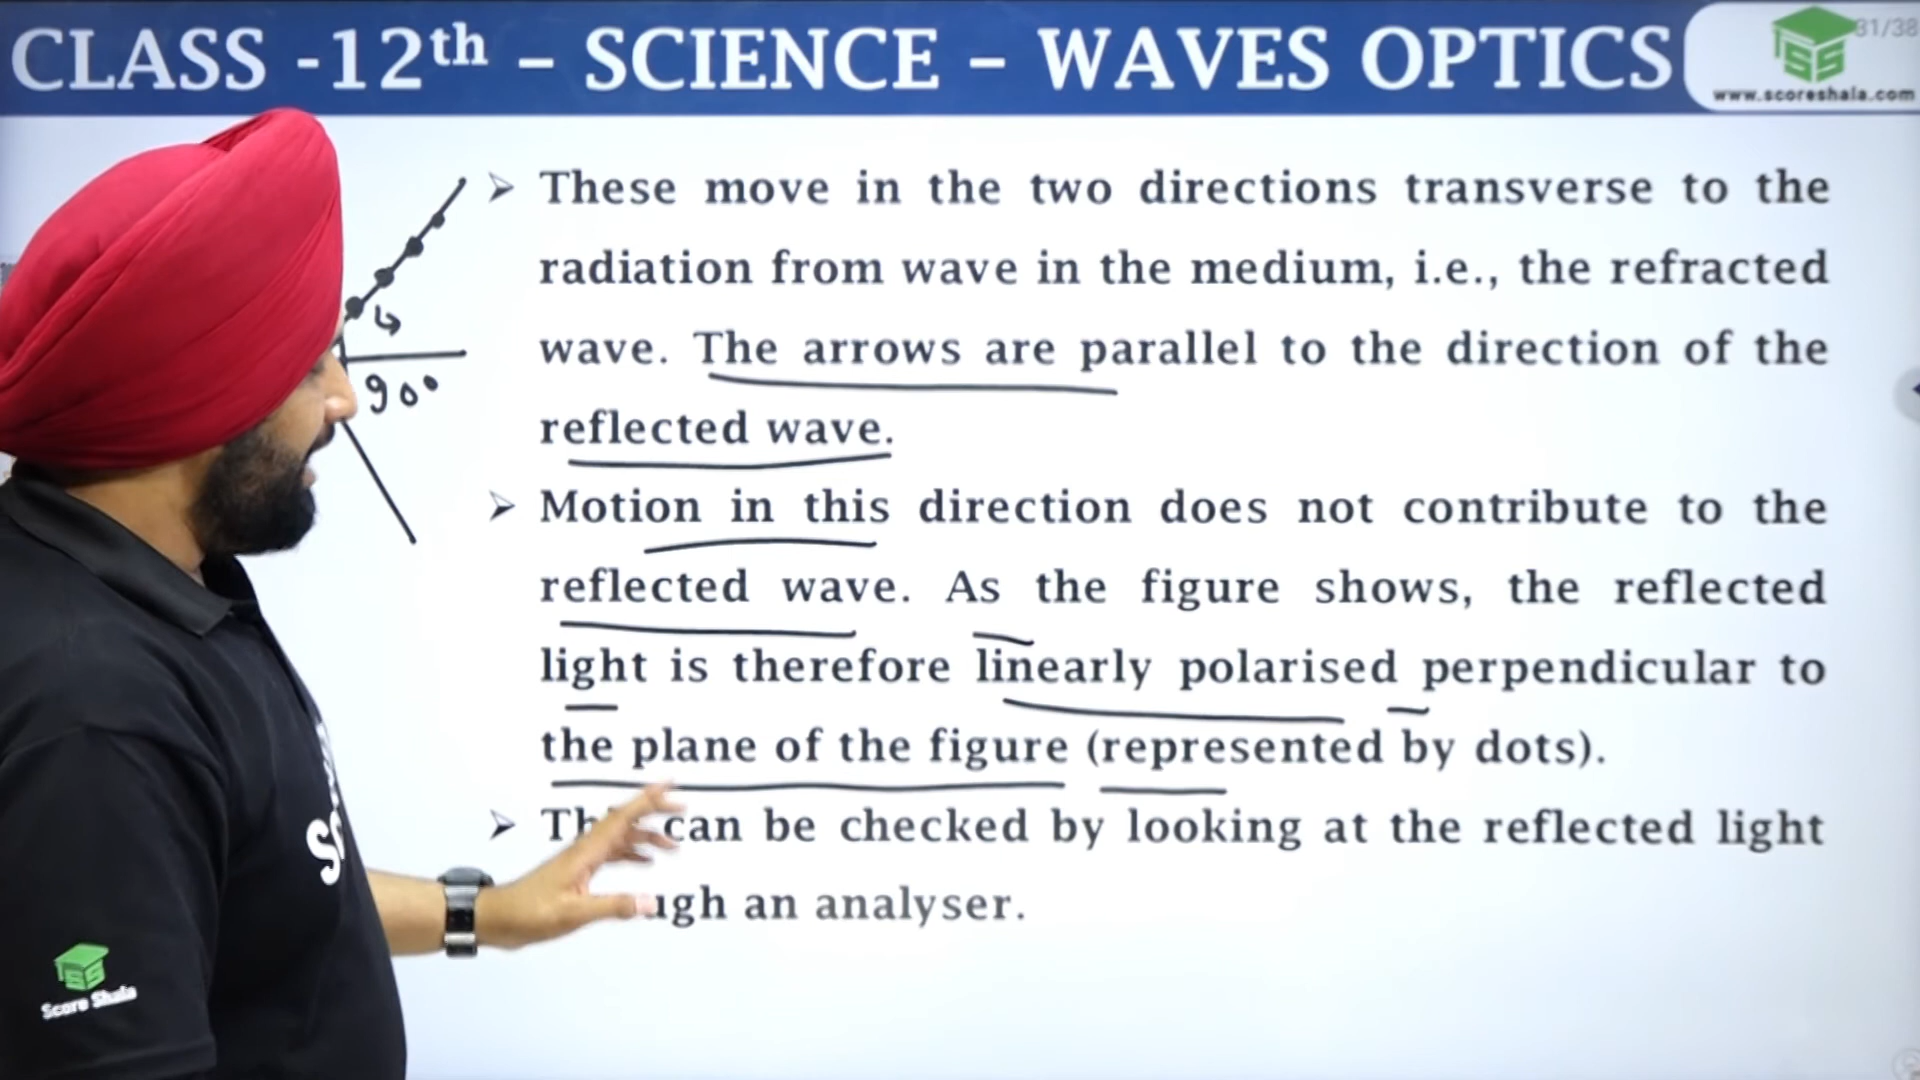 CLASS -12th – SCIENCE – WAVES OPTICS
31/38
www.scoreshala.com
➢ These move in the two directions transverse to the
radiation from wave in the medium, i.e., the refracted
wave. The arrows are parallel to the direction of the
reflected wave.
90°
➢ Motion in this direction does not contribute to the
reflected wave. As the figure shows, the reflected
light is therefore linearly polarised perpendicular to
the plane of the figure (represented by dots).
➢ can be checked by looking at the reflected light
an analyser.
Score Shala